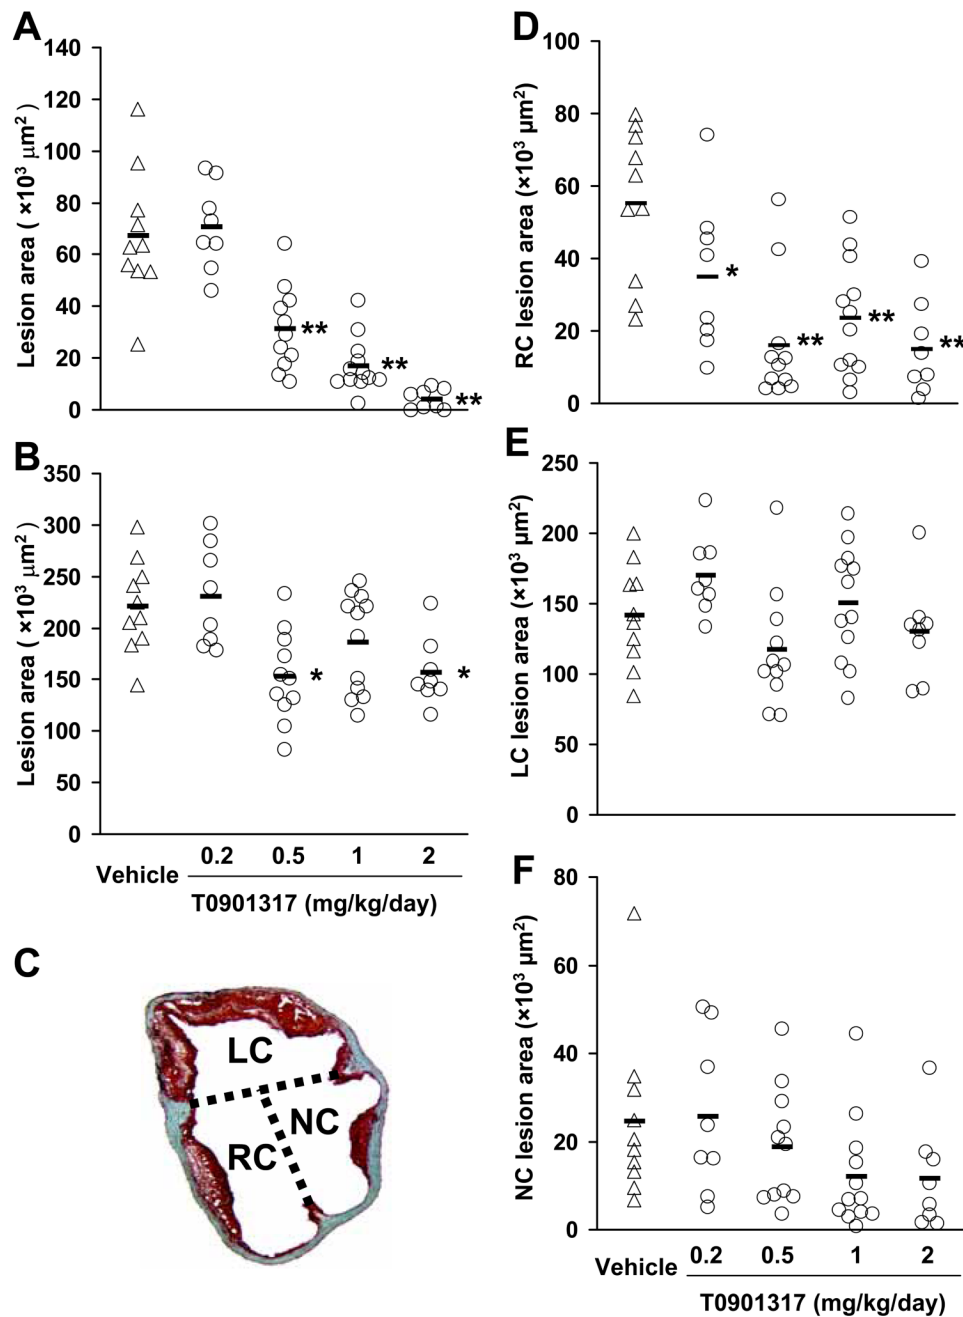 A
Lesion area ( ×10³ μm²)
140
120
100
80
60
40
20
0
**
**
**
B
Lesion area ( ×10³ μm²)
350
300
250
200
150
100
50
0
*
*
Vehicle
0.2 0.5 1 2
T0901317 (mg/kg/day)
C
LC
NC
RC
D
RC lesion area (×10³ μm²)
100
80
60
40
20
0
*
**
**
**
E
LC lesion area (×10³ μm²)
250
200
150
100
50
0
F
NC lesion area (×10³ μm²)
80
60
40
20
0
Vehicle
0.2 0.5 1 2
T0901317 (mg/kg/day)